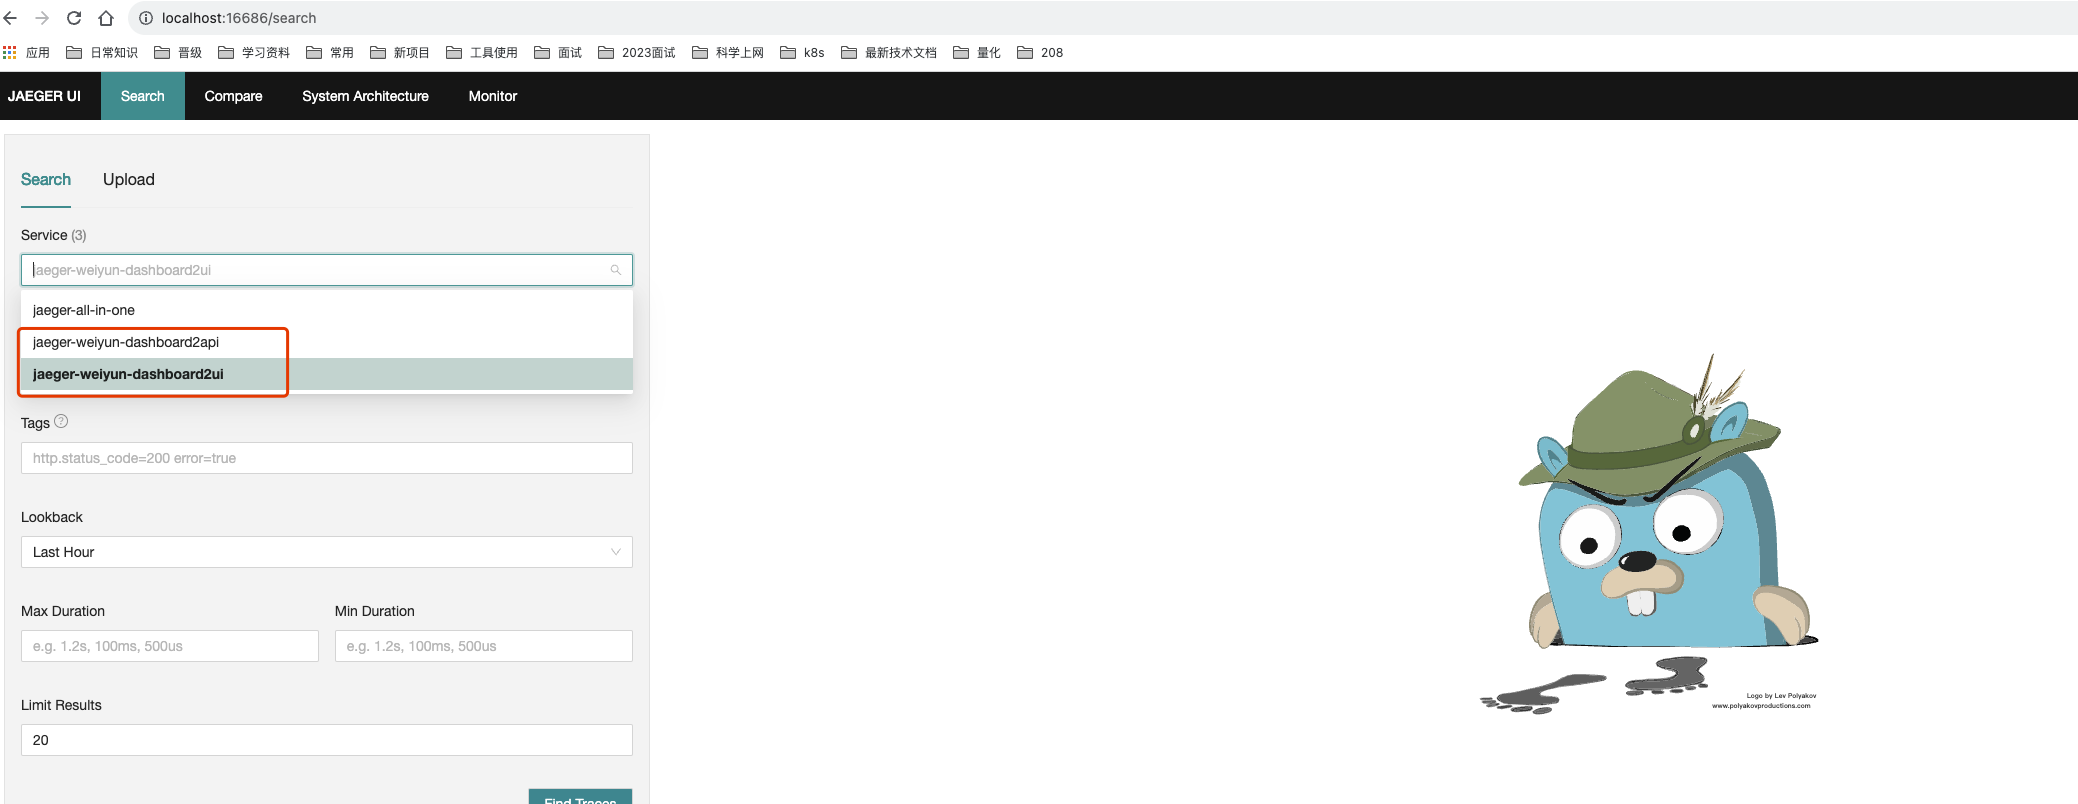 localhost:16686/search
应用 日常知识 晋级 学习资料 常用 新项目 工具使用 面试 2023面试 科学上网 k8s 最新技术文档 量化 208
JAEGER UI Search Compare System Architecture Monitor
Search Upload
Service (3)
jaeger-weiyun-dashboard2ui
jaeger-all-in-one
jaeger-weiyun-dashboard2api
jaeger-weiyun-dashboard2ui
Tags ?
http.status_code=200 error=true
Lookback
Last Hour
Max Duration Min Duration
e.g. 1.2s, 100ms, 500us e.g. 1.2s, 100ms, 500us
Limit Results
20
Find Traces
Logo by Lev Polyakov
www.polyakovproductions.com